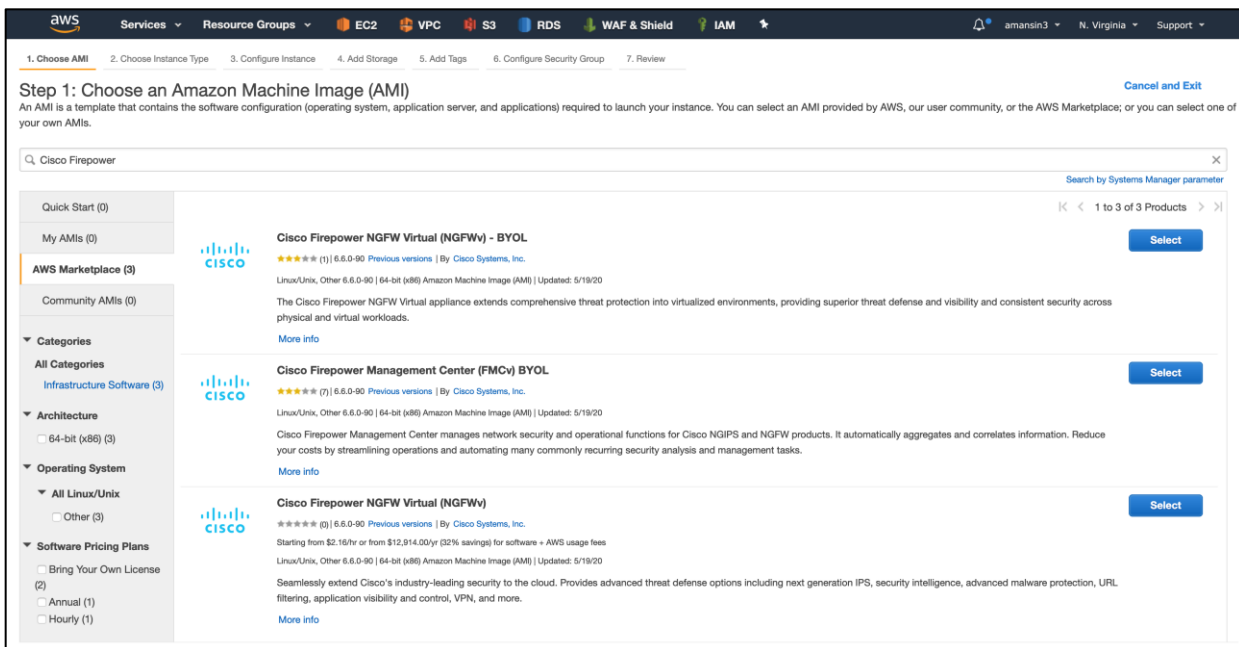 aws Services Resource Groups EC2 VPC S3 RDS WAF & Shield IAM amansin3 N. Virginia Support
1. Choose AMI 2. Choose Instance Type 3. Configure Instance 4. Add Storage 5. Add Tags 6. Configure Security Group 7. Review
Step 1: Choose an Amazon Machine Image (AMI)
Cancel and Exit
An AMI is a template that contains the software configuration (operating system, application server, and applications) required to launch your instance. You can select an AMI provided by AWS, our user community, or the AWS Marketplace; or you can select one of
your own AMIs.
Cisco Firepower
Search by Systems Manager parameter
Quick Start (0)
My AMIs (0)
AWS Marketplace (3)
Community AMIs (0)
Categories
All Categories
Infrastructure Software (3)
Architecture
64-bit (x86) (3)
Operating System
All Linux/Unix
Other (3)
Software Pricing Plans
Bring Your Own License
(2)
Annual (1)
Hourly (1)
1 to 3 of 3 Products
CISCO
Cisco Firepower NGFW Virtual (NGFWv) - BYOL
Select
(1) | 6.6.0-90 Previous versions | By Cisco Systems, Inc.
Linux/Unix, Other 6.6.0-90 | 64-bit (x86) Amazon Machine Image (AMI) | Updated: 5/19/20
The Cisco Firepower NGFW Virtual appliance extends comprehensive threat protection into virtualized environments, providing superior threat defense and visibility and consistent security across
physical and virtual workloads.
More info
CISCO
Cisco Firepower Management Center (FMCv) BYOL
Select
(7) | 6.6.0-90 Previous versions | By Cisco Systems, Inc.
Linux/Unix, Other 6.6.0-90 | 64-bit (x86) Amazon Machine Image (AMI) | Updated: 5/19/20
Cisco Firepower Management Center manages network security and operational functions for Cisco NGIPS and NGFW products. It automatically aggregates and correlates information. Reduce
your costs by streamlining operations and automating many commonly recurring security analysis and management tasks.
More info
CISCO
Cisco Firepower NGFW Virtual (NGFWv)
Select
(0) | 6.6.0-90 Previous versions | By Cisco Systems, Inc.
Starting from $2.16/hr or from $12,914.00/yr (32% savings) for software + AWS usage fees
Linux/Unix, Other 6.6.0-90 | 64-bit (x86) Amazon Machine Image (AMI) | Updated: 5/19/20
Seamlessly extend Cisco's industry-leading security to the cloud. Provides advanced threat defense options including next generation IPS, security intelligence, advanced malware protection, URL
filtering, application visibility and control, VPN, and more.
More info